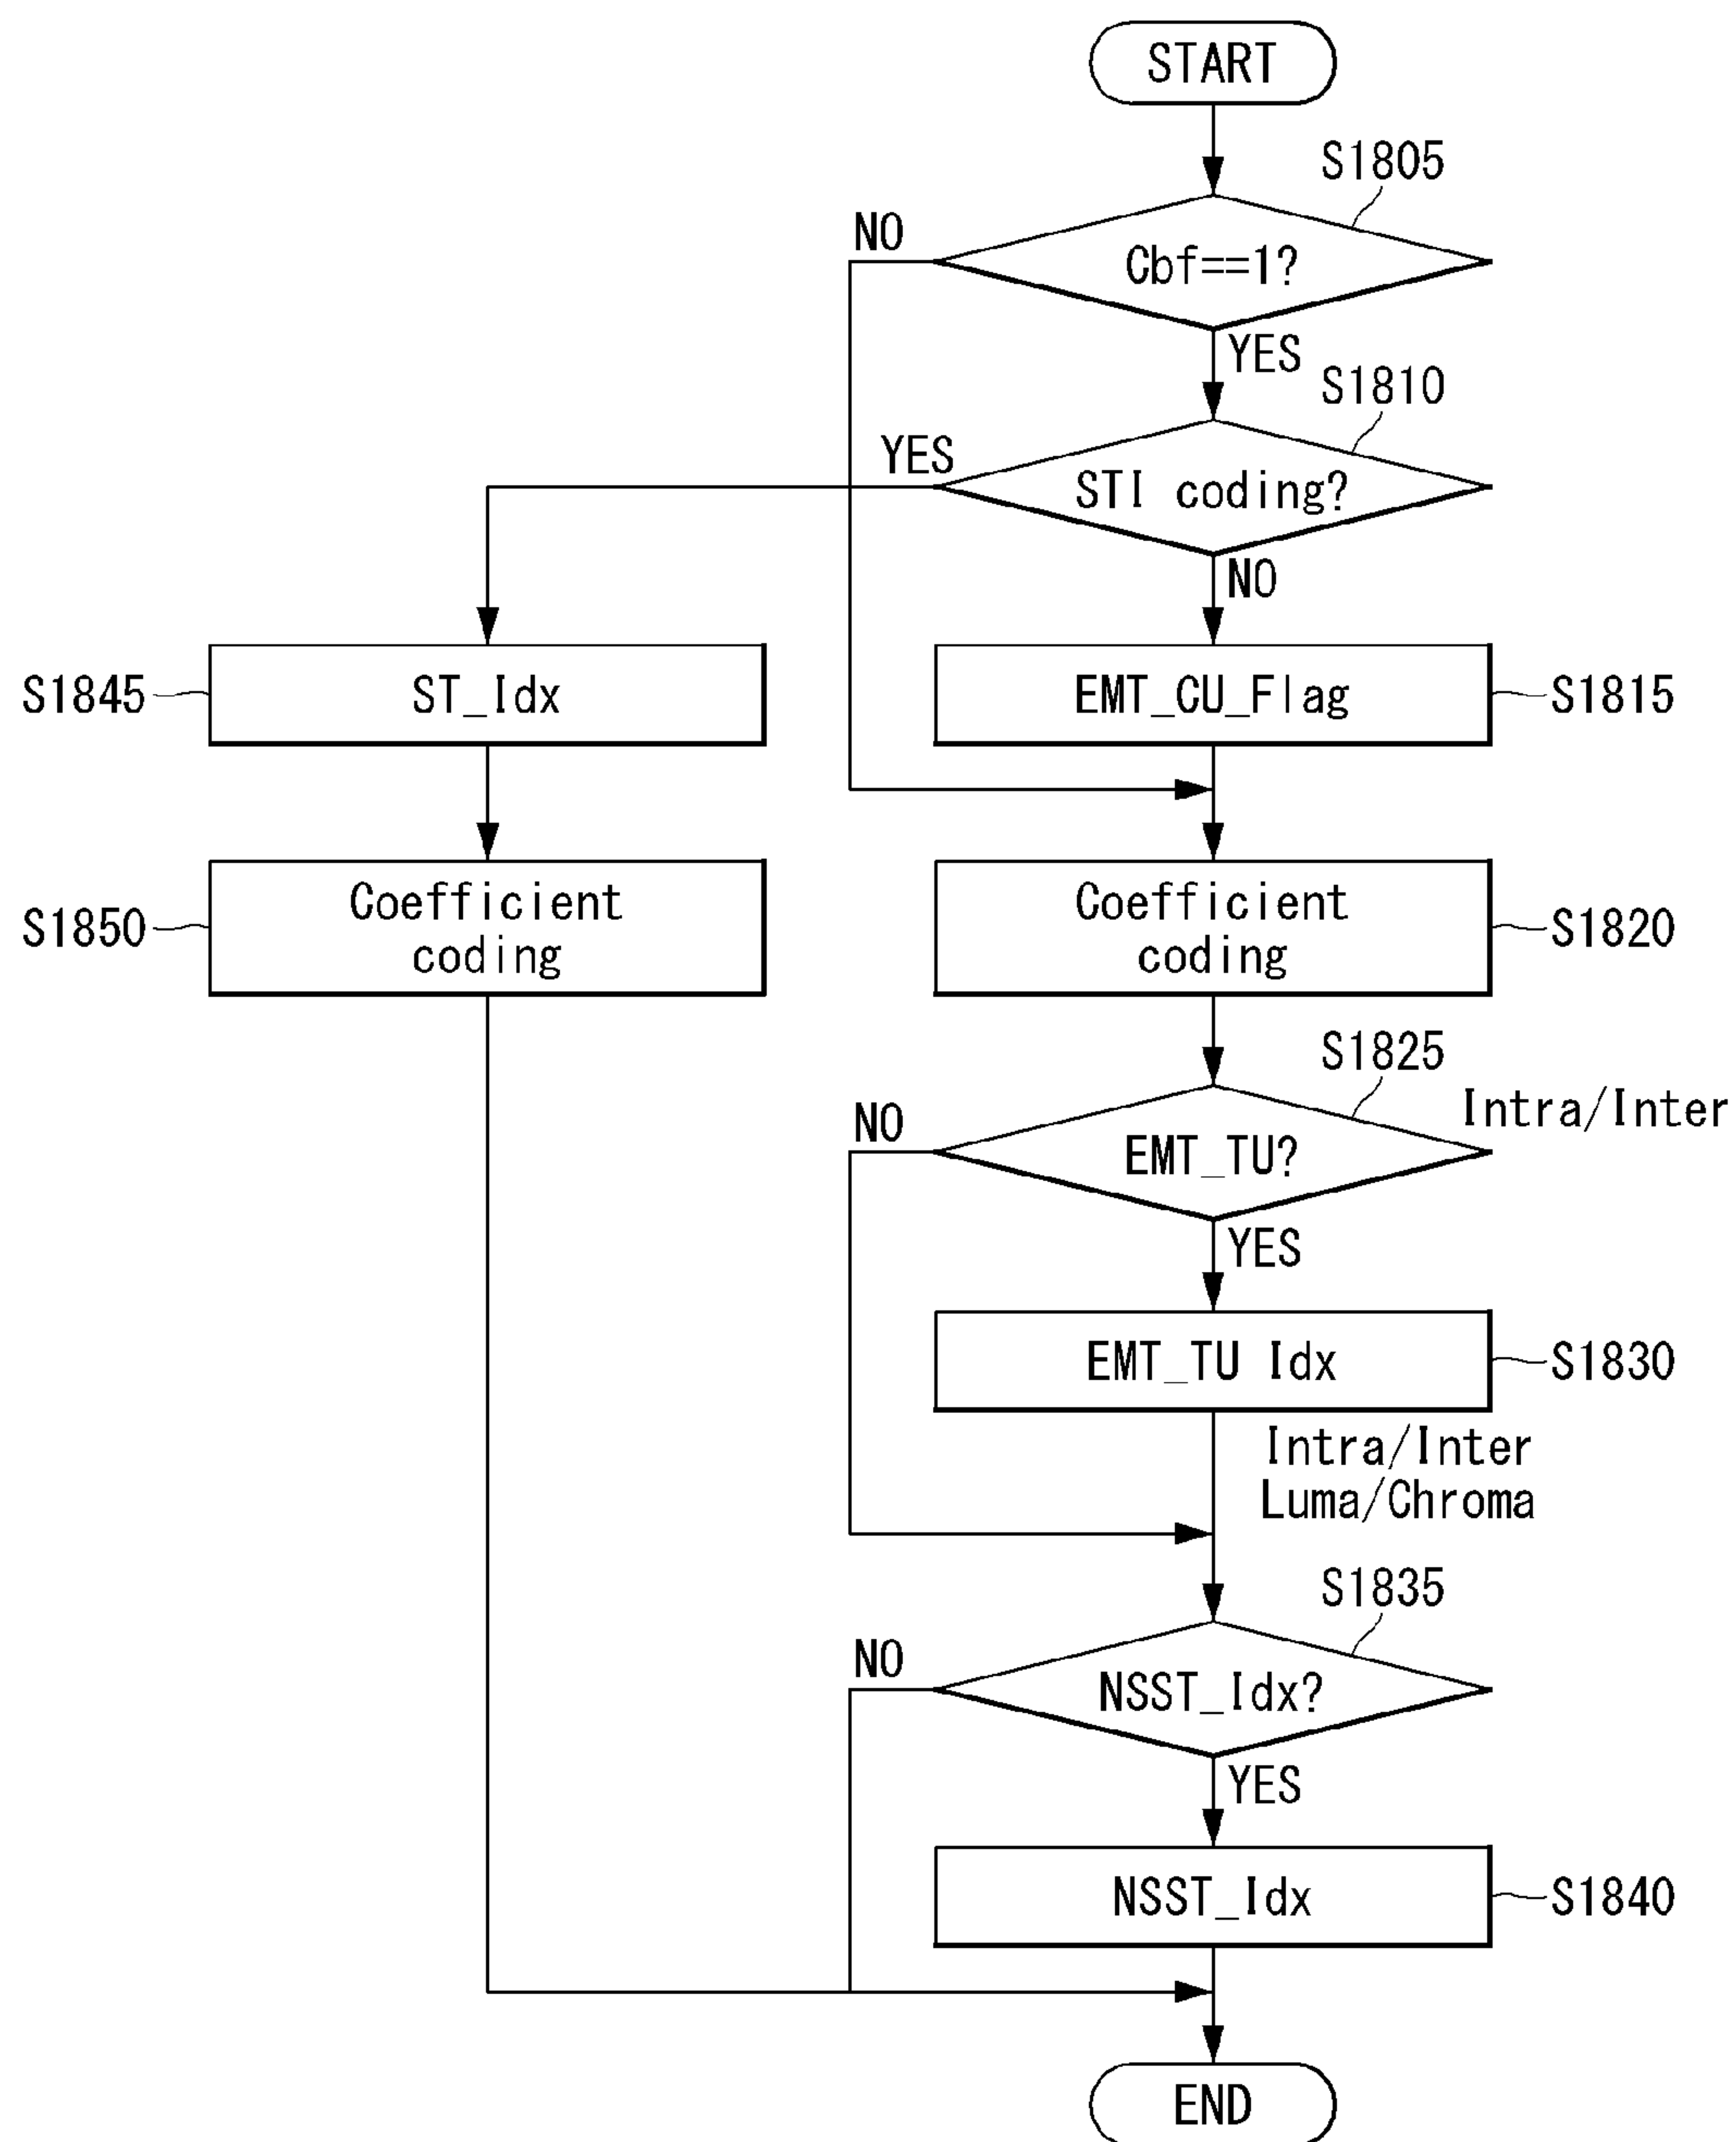 START
S1805
NO
Cbf==1?
YES
S1810
YES
STI coding?
NO
S1845
ST_Idx
EMT_CU_Flag
S1815
S1850
Coefficient
coding
Coefficient
coding
S1820
S1825
Intra/Inter
NO
EMT_TU?
YES
EMT_TU Idx
S1830
Intra/Inter
Luma/Chroma
S1835
NO
NSST_Idx?
YES
NSST_Idx
S1840
END